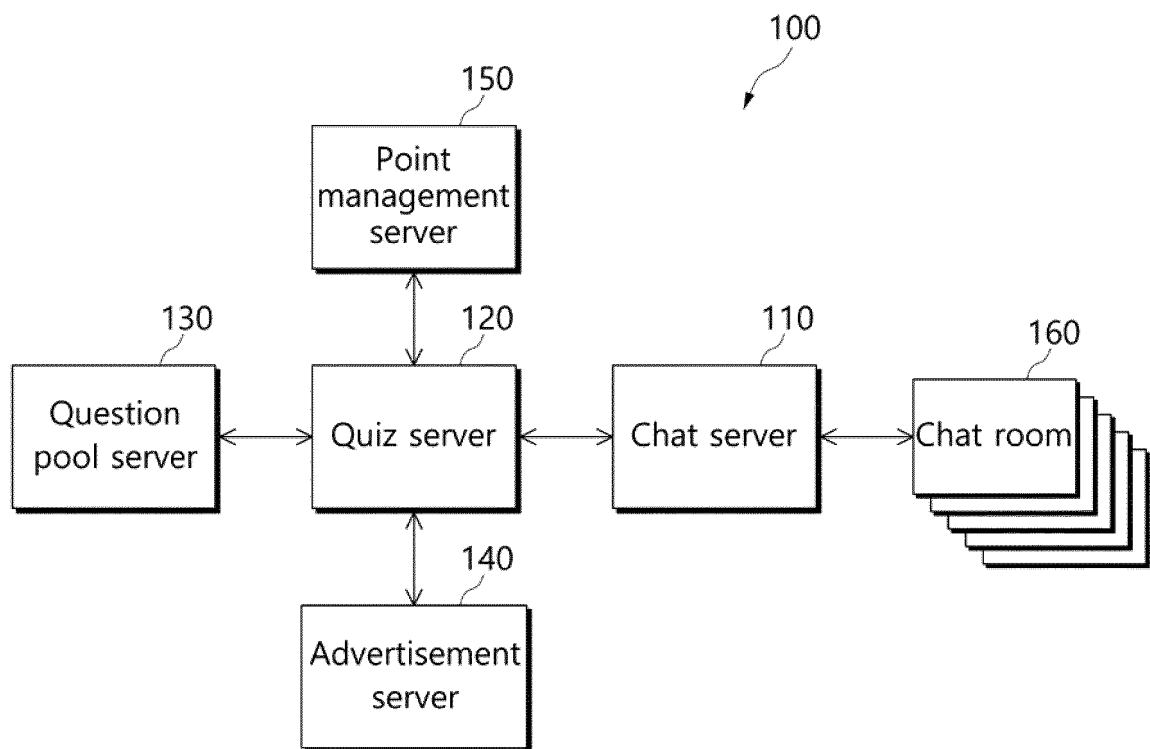 100
150
Point
management
server
130
120
110
160
Question
pool server
Quiz server
Chat server
Chat room
140
Advertisement
server